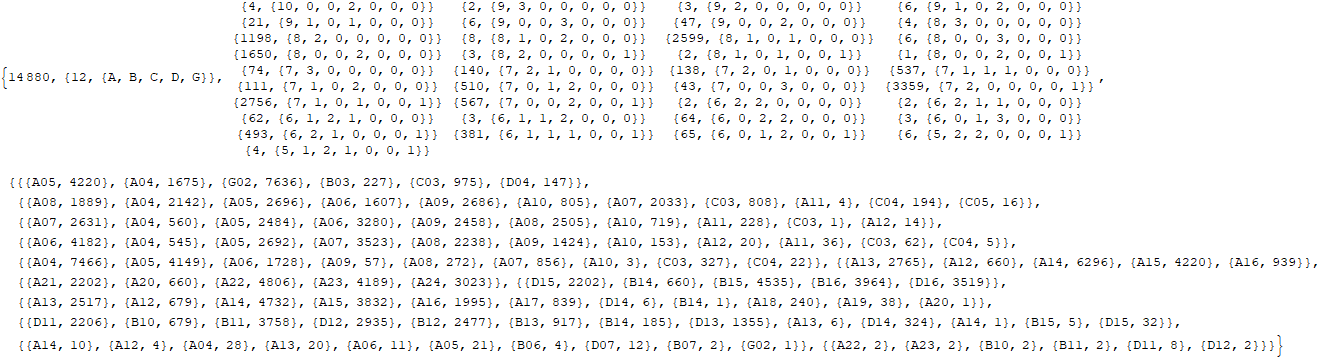 {4, {10, 0, 0, 2, 0, 0, 0}} {2, {9, 3, 0, 0, 0, 0, 0}} {3, {9, 2, 0, 0, 0, 0, 1}} {6, {9, 1, 0, 2, 0, 0, 0}}
{21, {9, 1, 0, 1, 0, 0, 1}} {6, {9, 0, 0, 3, 0, 0, 0}} {47, {9, 0, 0, 2, 0, 0, 1}} {4, {8, 3, 0, 0, 0, 0, 1}}
{1198, {8, 2, 0, 0, 0, 0, 0}} {8, {8, 1, 0, 2, 0, 0, 0}} {2599, {8, 1, 0, 1, 0, 0, 0}} {6, {8, 0, 0, 3, 0, 0, 0}}
{1650, {8, 0, 0, 2, 0, 0, 0}} {3, {8, 2, 0, 0, 0, 0, 1}} {2, {8, 1, 0, 1, 0, 0, 1}} {1, {8, 0, 0, 2, 0, 0, 1}}
{14 880, {12, {A, B, C, D, G}}, {74, {7, 3, 0, 0, 0, 0, 0}} {140, {7, 2, 1, 0, 0, 0, 0}} {138, {7, 2, 0, 1, 0, 0, 0}} {537, {7, 1, 1, 1, 0, 0, 0}} ,
{111, {7, 1, 0, 2, 0, 0, 0}} {510, {7, 0, 1, 2, 0, 0, 0}} {43, {7, 0, 0, 3, 0, 0, 0}} {3359, {7, 2, 0, 0, 0, 0, 1}}
{2756, {7, 1, 0, 1, 0, 0, 1}} {567, {7, 0, 0, 2, 0, 0, 1}} {2, {6, 2, 2, 0, 0, 0, 0}} {2, {6, 2, 1, 1, 0, 0, 0}}
{62, {6, 1, 2, 1, 0, 0, 0}} {3, {6, 1, 1, 2, 0, 0, 0}} {64, {6, 0, 2, 2, 0, 0, 0}} {3, {6, 0, 1, 3, 0, 0, 0}}
{493, {6, 2, 1, 0, 0, 0, 1}} {381, {6, 1, 1, 1, 0, 0, 1}} {65, {6, 0, 1, 2, 0, 0, 1}} {6, {5, 2, 2, 0, 0, 0, 1}}
{4, {5, 1, 2, 1, 0, 0, 1}}
{{{A05, 4220}, {A04, 1675}, {G02, 7636}, {B03, 227}, {C03, 975}, {D04, 147}},
{{A08, 1889}, {A04, 2142}, {A05, 2696}, {A06, 1607}, {A09, 2686}, {A10, 805}, {A07, 2033}, {C03, 808}, {A11, 4}, {C04, 194}, {C05, 16}},
{{A07, 2631}, {A04, 560}, {A05, 2484}, {A06, 3280}, {A09, 2458}, {A08, 2505}, {A10, 719}, {A11, 228}, {C03, 1}, {A12, 14}},
{{A06, 4182}, {A04, 545}, {A05, 2692}, {A07, 3523}, {A08, 2238}, {A09, 1424}, {A10, 153}, {A12, 20}, {A11, 36}, {C03, 62}, {C04, 5}},
{{A04, 7466}, {A05, 4149}, {A06, 1728}, {A09, 57}, {A08, 272}, {A07, 856}, {A10, 3}, {C03, 327}, {C04, 22}}, {{A13, 2765}, {A12, 660}, {A14, 6296}, {A15, 4220}, {A16, 939}},
{{A21, 2202}, {A20, 660}, {A22, 4806}, {A23, 4189}, {A24, 3023}}, {{D15, 2202}, {B14, 660}, {B15, 4535}, {B16, 3964}, {D16, 3519}},
{{A13, 2517}, {A12, 679}, {A14, 4732}, {A15, 3832}, {A16, 1995}, {A17, 839}, {D14, 6}, {B14, 1}, {A18, 240}, {A19, 38}, {A20, 1}},
{{D11, 2206}, {B10, 679}, {B11, 3758}, {D12, 2935}, {B12, 2477}, {B13, 917}, {B14, 185}, {D13, 1355}, {A13, 6}, {D14, 324}, {A14, 1}, {B15, 5}, {D15, 32}},
{{A14, 10}, {A12, 4}, {A04, 28}, {A13, 20}, {A06, 11}, {A05, 21}, {B06, 4}, {D07, 12}, {B07, 2}, {G02, 1}}, {{A22, 2}, {A23, 2}, {B10, 2}, {B11, 2}, {D11, 8}, {D12, 2}}}}